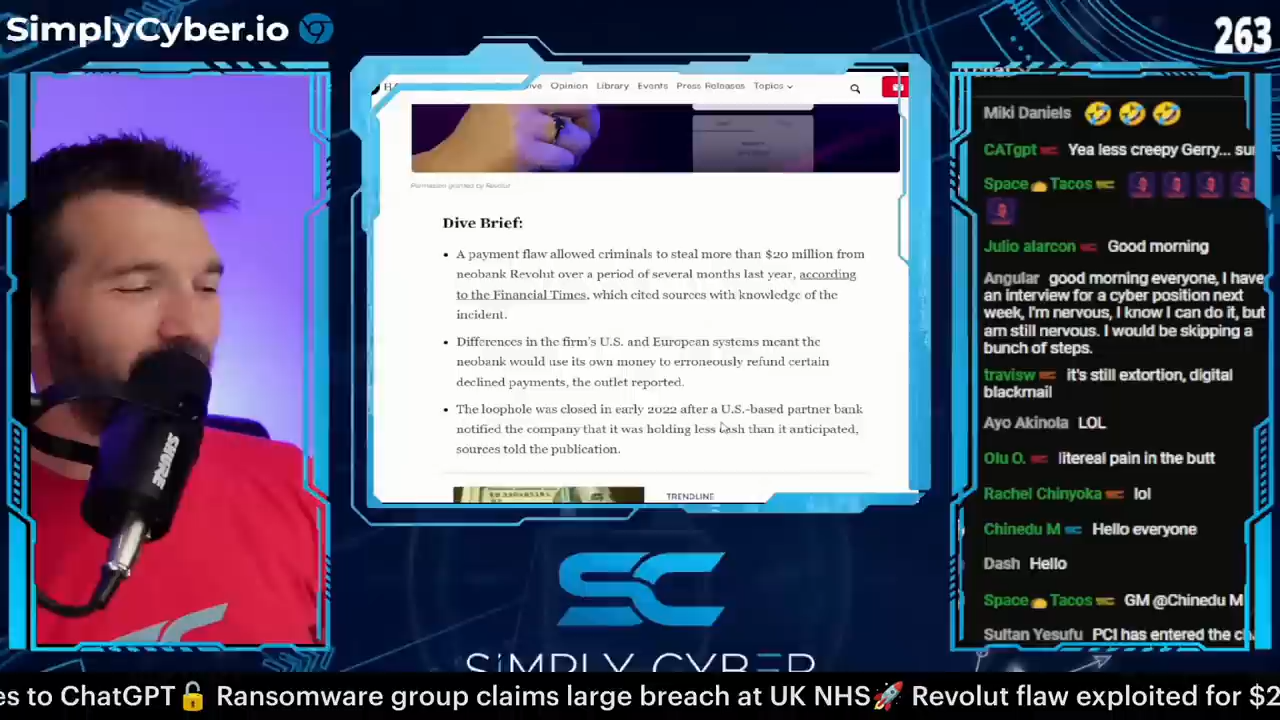 SimplyCyber.io
263
Opinion Library Events Press Releases Topics
Permission granted by Revolut
Dive Brief:
• A payment flaw allowed criminals to steal more than $20 million from
neobank Revolut over a period of several months last year, according
to the Financial Times, which cited sources with knowledge of the
incident.
• Differences in the firm's U.S. and European systems meant the
neobank would use its own money to erroneously refund certain
declined payments, the outlet reported.
• The loophole was closed in early 2022 after a U.S.-based partner bank
notified the company that it was holding less cash than it anticipated,
sources told the publication.
TRENDLINE
Miki Daniels 🤣 🤣 🤣
CATgpt Yea less creepy Gerry...
Space 🌮 Tacos
Julio alarcon Good morning
Angular good morning everyone, I have
an interview for a cyber position next
week, I'm nervous, I know I can do it, but
am still nervous. I would be skipping a
bunch of steps.
travisw it's still extortion, digital
blackmail
Ayo Akinola LOL
Olu O. litereal pain in the butt
Rachel Chinyoka lol
Chinedu M Hello everyone
Dash Hello
Space 🌮 Tacos GM @Chinedu M
Sultan Yesufu PCI has entered the
SHURE
SC
SIMPLY CYBER
es to ChatGPT🔓 Ransomware group claims large breach at UK NHS🚀 Revolut flaw exploited for $2